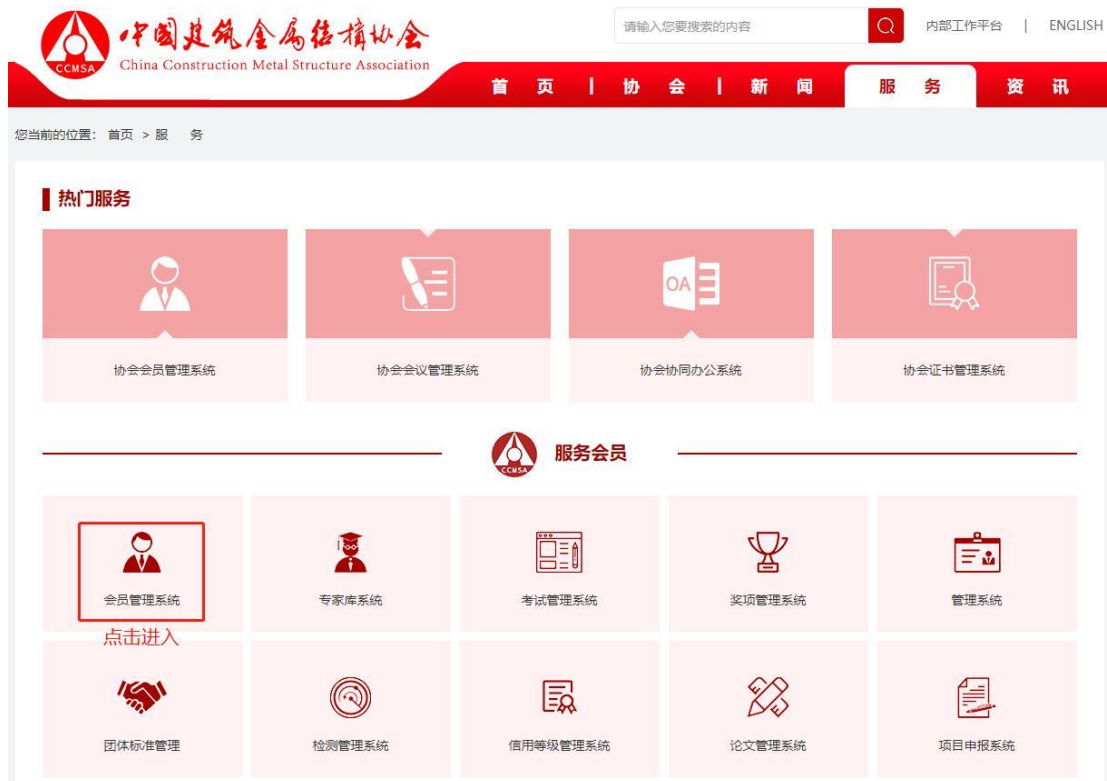 中国建筑金属结构协会
China Construction Metal Structure Association
CCMSA
请输入您要搜索的内容
内部工作平台 | ENGLISH
首 页 | 协 会 | 新 闻 服 务 资 讯
您当前的位置: 首页 > 服 务
热门服务
OA
协会会员管理系统 协会会议管理系统 协会协同办公系统 协会证书管理系统
CCMSA 服务会员
会员管理系统 专家库系统 考试管理系统 奖项管理系统 管理系统
点击进入
团体标准管理 检测管理系统 信用等级管理系统 论文管理系统 项目申报系统